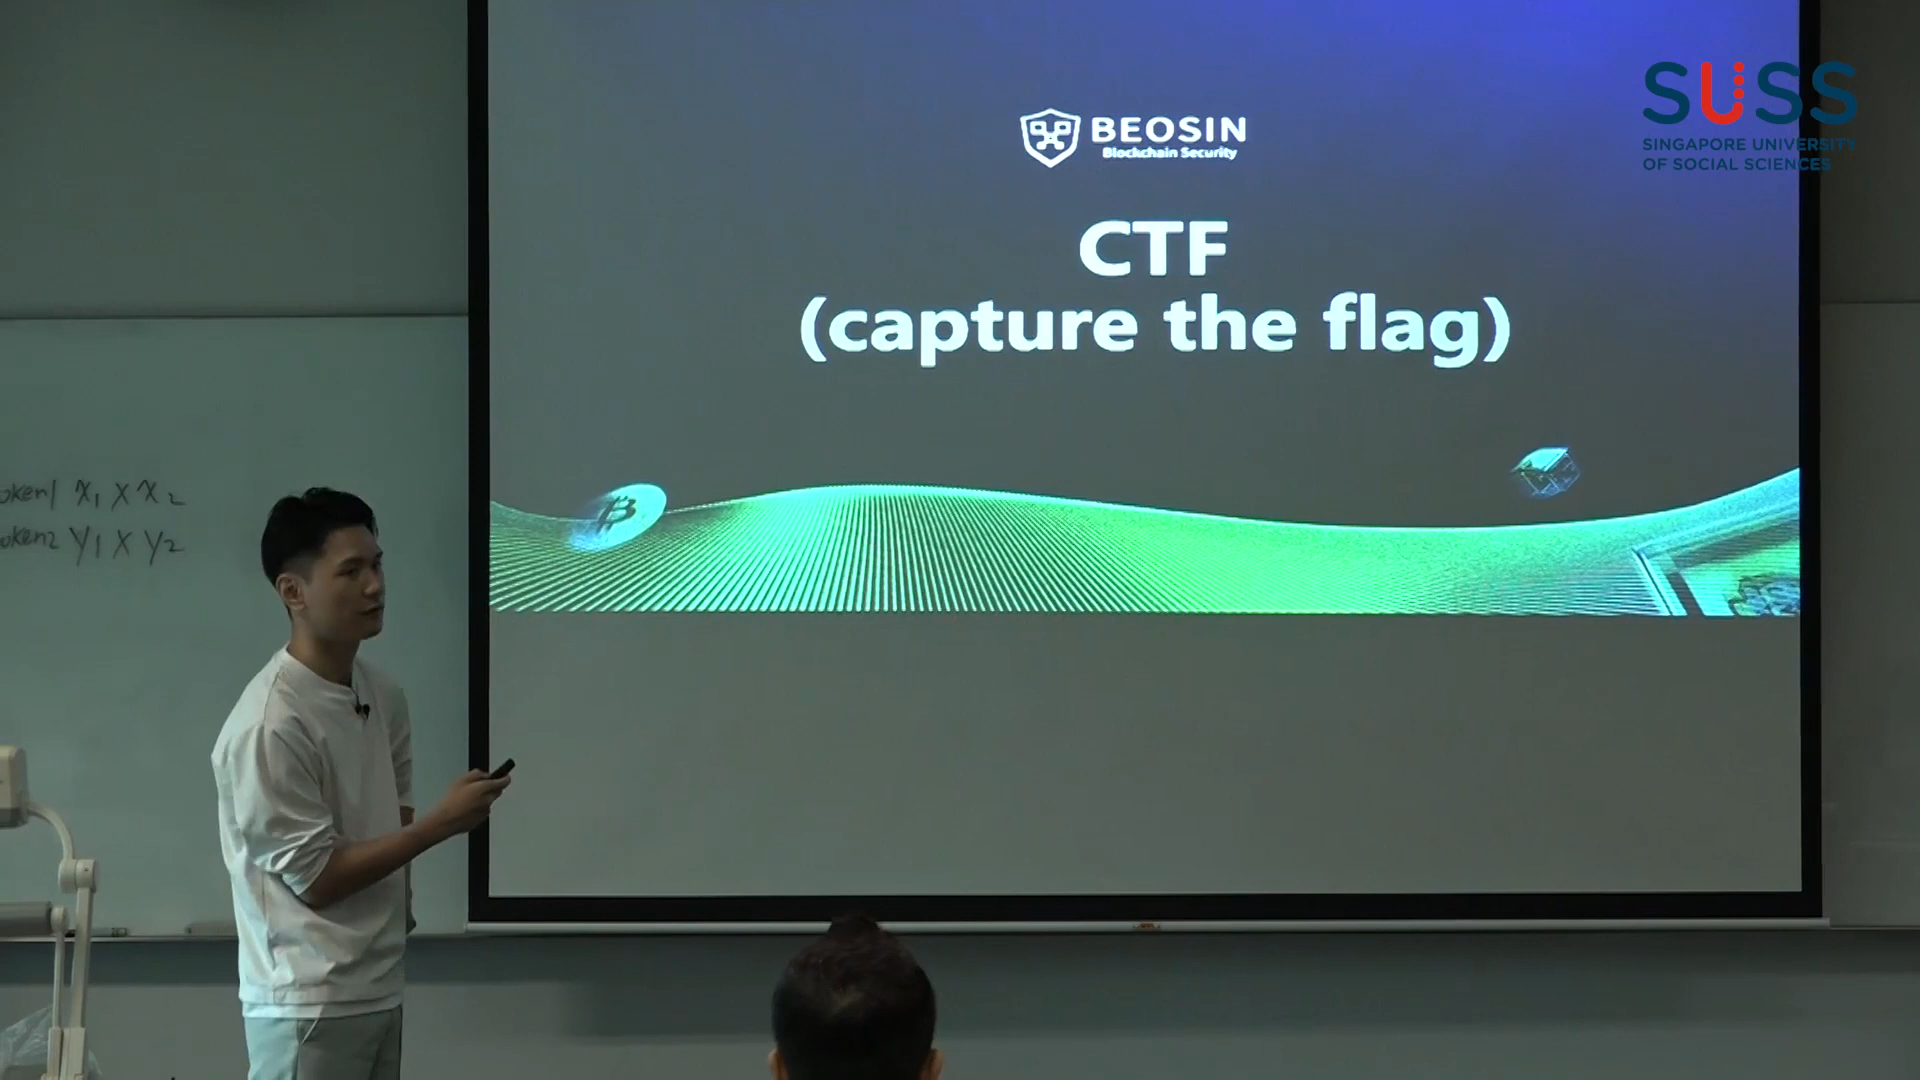 SUSS
SINGAPORE UNIVERSITY
OF SOCIAL SCIENCES
BEOSIN
Blockchain Security
CTF
(capture the flag)
oken1 x₁ x x₂
oken2 y₁ x y₂